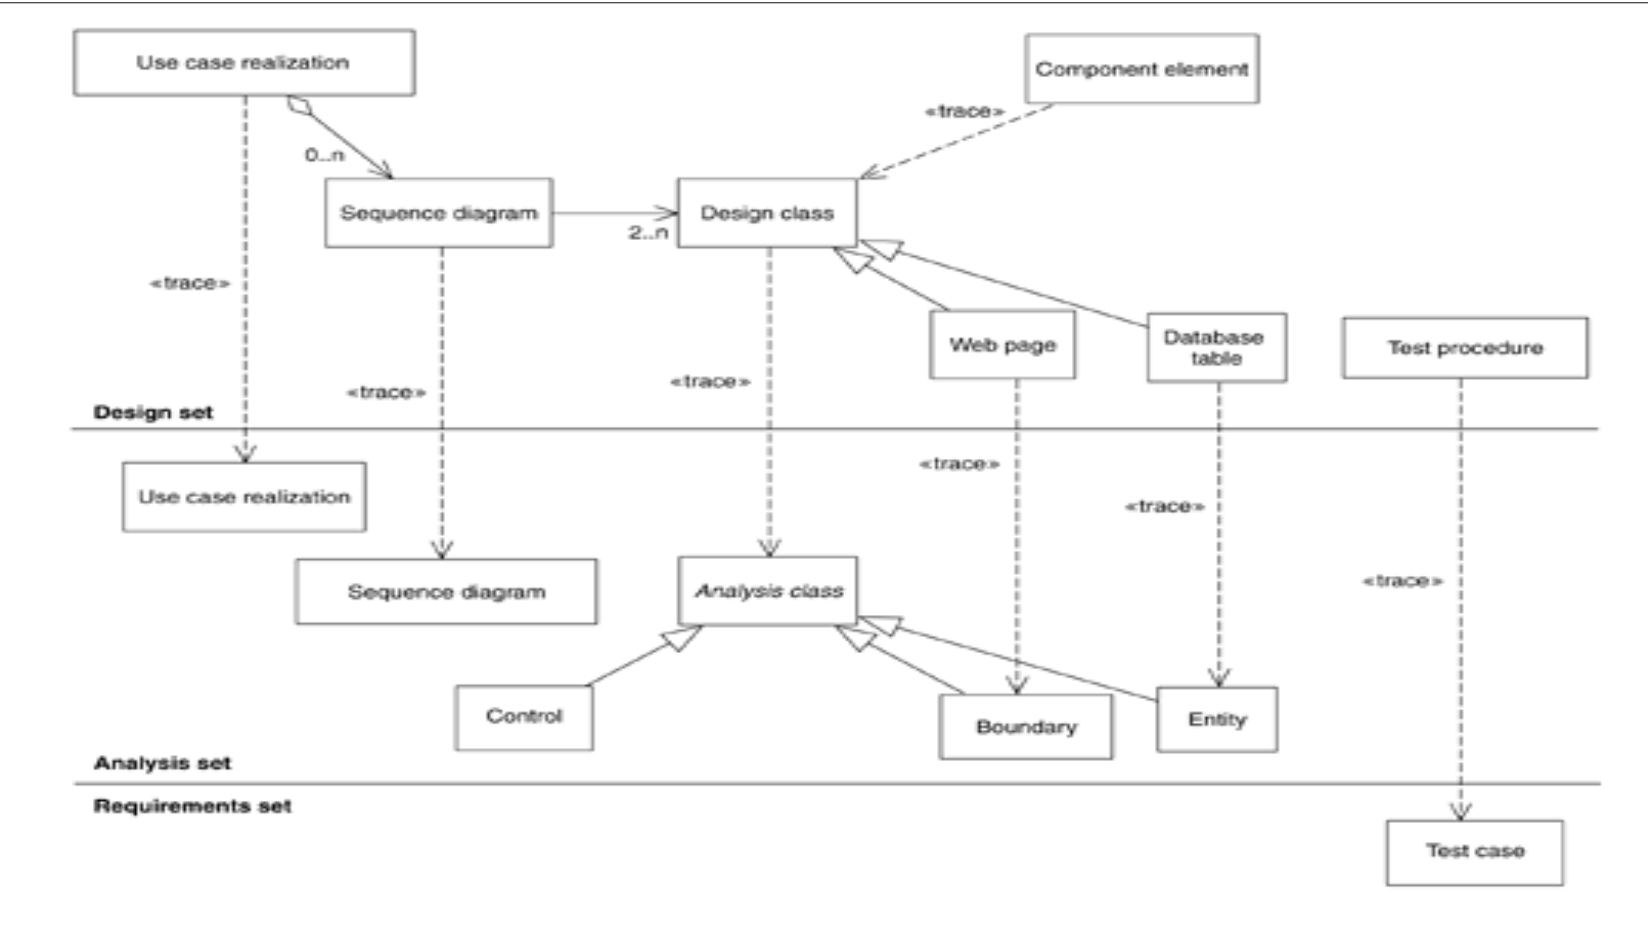 Use case realization
Component element
«trace»
0..n
Sequence diagram
Design class
2..n
«trace»
Web page
Database
table
Test procedure
«trace»
«trace»
Design set
«trace»
Use case realization
«trace»
«trace»
Sequence diagram
Analysis class
Control
Boundary
Entity
Analysis set
Requirements set
Test case